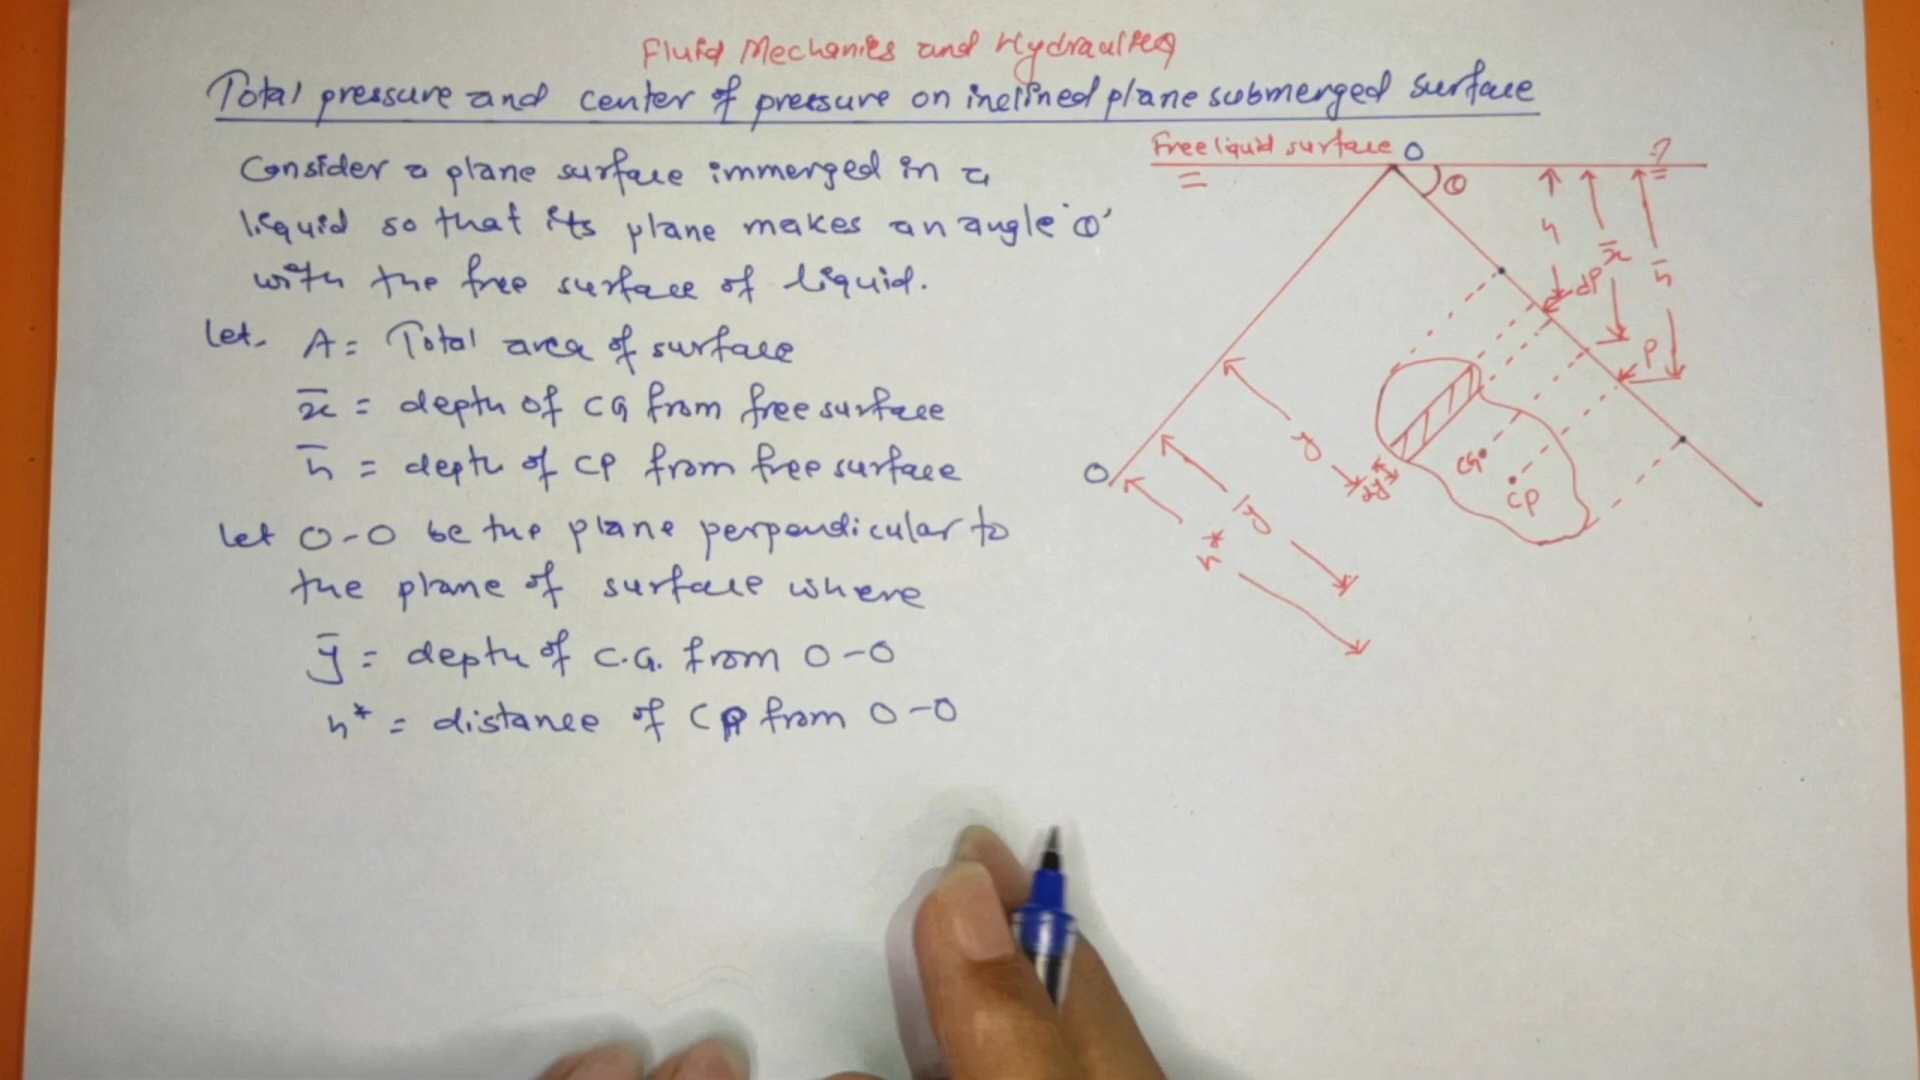 Fluid Mechanics and Hydraulics
Total pressure and center of pressure on inclined plane submerged surface
Consider a plane surface immerged in a
liquid so that its plane makes an angle 'θ'
with the free surface of liquid.
Let. A = Total area of surface
x̄ = depth of CG from free surface
h̄ = depth of CP from free surface
Let O-O be the plane perpendicular to
the plane of surface where
ȳ = depth of C.G. from O-O
h* = distance of CP from O-O
Free liquid surface O
θ
h
x̄
h̄
dP
P
O
y
dy
ȳ
h*
CG
CP